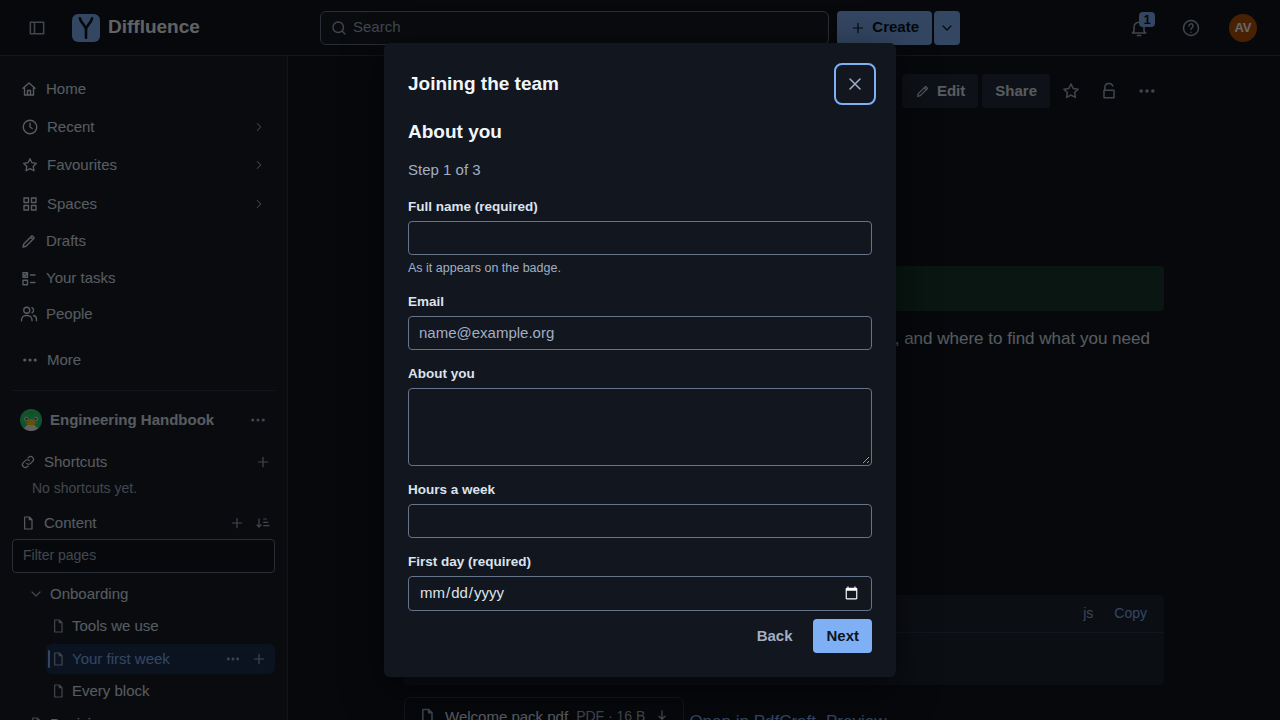 Diffluence
Search
Create
1
AV
Home
Recent
Favourites
Spaces
Drafts
Your tasks
People
More
Engineering Handbook
Shortcuts
No shortcuts yet.
Content
Filter pages
Onboarding
Tools we use
Your first week
Every block
Edit
Share
, and where to find what you need
js
Copy
Welcome pack.pdf PDF · 16 B
Open in PdfCraft Preview
Joining the team
About you
Step 1 of 3
Full name (required)
As it appears on the badge.
Email
name@example.org
About you
Hours a week
First day (required)
mm/dd/yyyy
Back
Next